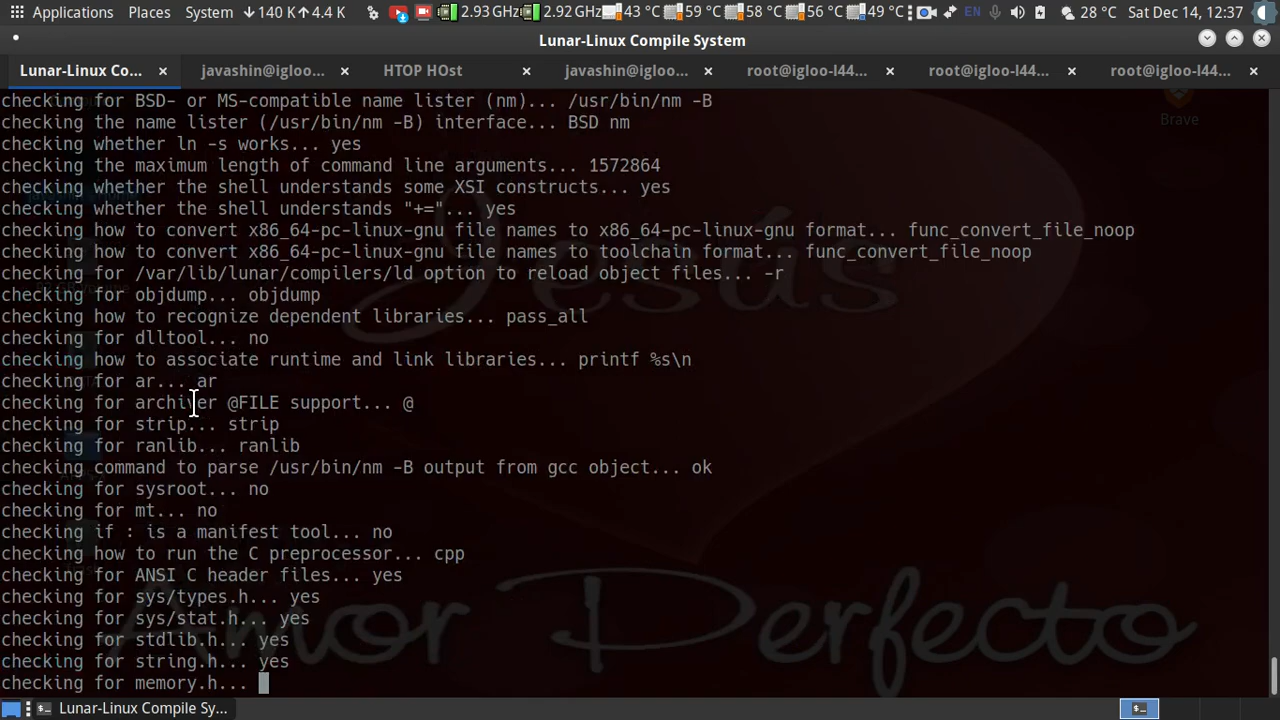 Applications Places System 140 K 4.4 K 2.93 GHz 2.92 GHz 43 °C 59 °C 58 °C 56 °C 49 °C EN 28 °C Sat Dec 14, 12:37
Lunar-Linux Compile System
Lunar-Linux Co... javashin@igloo... HTOP HOst javashin@igloo... root@igloo-l44... root@igloo-l44... root@igloo-l44...
checking for BSD- or MS-compatible name lister (nm)... /usr/bin/nm -B
checking the name lister (/usr/bin/nm -B) interface... BSD nm
checking whether ln -s works... yes
checking the maximum length of command line arguments... 1572864
checking whether the shell understands some XSI constructs... yes
checking whether the shell understands "+="... yes
checking how to convert x86_64-pc-linux-gnu file names to x86_64-pc-linux-gnu format... func_convert_file_noop
checking how to convert x86_64-pc-linux-gnu file names to toolchain format... func_convert_file_noop
checking for /var/lib/lunar/compilers/ld option to reload object files... -r
checking for objdump... objdump
checking how to recognize dependent libraries... pass_all
checking for dlltool... no
checking how to associate runtime and link libraries... printf %s\n
checking for ar... ar
checking for archiver @FILE support... @
checking for strip... strip
checking for ranlib... ranlib
checking command to parse /usr/bin/nm -B output from gcc object... ok
checking for sysroot... no
checking for mt... no
checking if : is a manifest tool... no
checking how to run the C preprocessor... cpp
checking for ANSI C header files... yes
checking for sys/types.h... yes
checking for sys/stat.h... yes
checking for stdlib.h... yes
checking for string.h... yes
checking for memory.h...
Brave
Jesús
Amor Perfecto
Lunar-Linux Compile Sy...